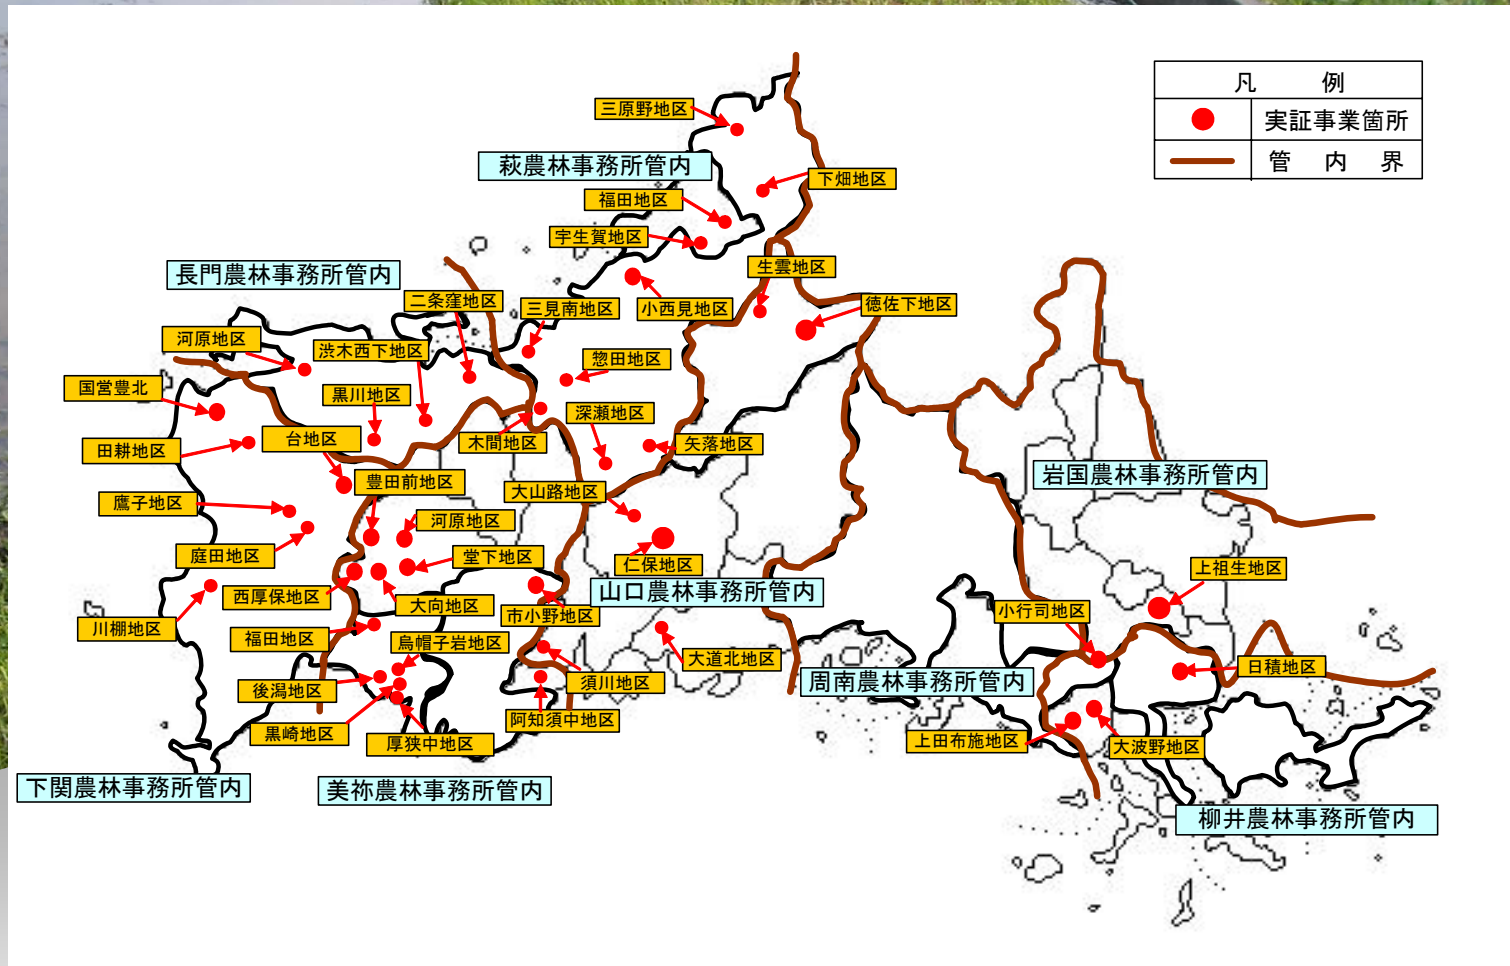 凡　例
実証事業箇所
管　内　界
三原野地区
萩農林事務所管内
下畑地区
福田地区
宇生賀地区
生雲地区
長門農林事務所管内
二条窪地区
三見南地区
小西見地区
徳佐下地区
河原地区
渋木西下地区
惣田地区
国営豊北
黒川地区
深瀬地区
台地区
木間地区
矢落地区
田耕地区
岩国農林事務所管内
豊田前地区
大山路地区
鷹子地区
河原地区
庭田地区
堂下地区
仁保地区
上祖生地区
西厚保地区
大向地区
山口農林事務所管内
市小野地区
小行司地区
川棚地区
福田地区
烏帽子岩地区
大道北地区
日積地区
後潟地区
須川地区
周南農林事務所管内
阿知須中地区
黒崎地区
厚狭中地区
上田布施地区
大波野地区
下関農林事務所管内
美祢農林事務所管内
柳井農林事務所管内